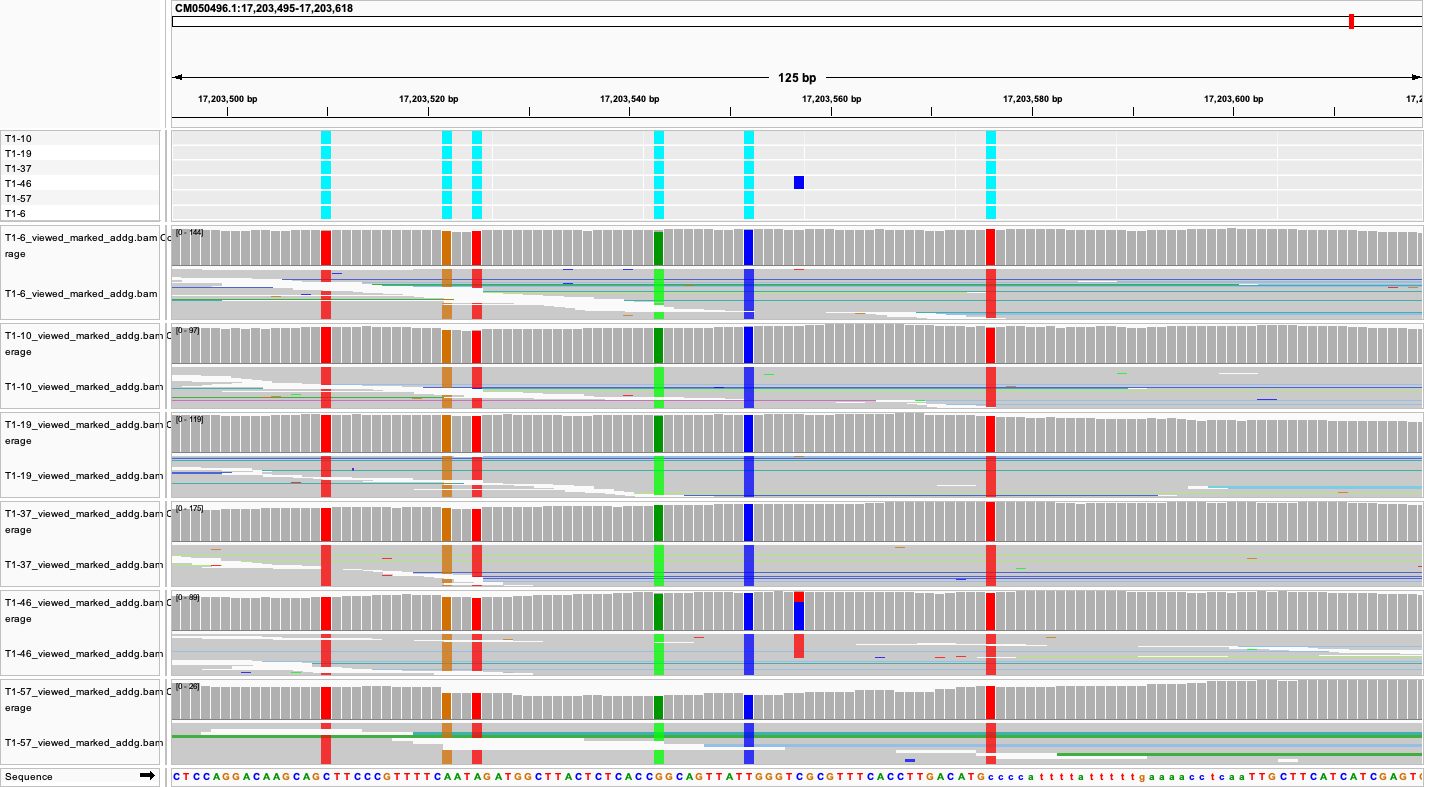 CM050496.1:17,203,495-17,203,618
125 bp
17,203,500 bp 17,203,520 bp 17,203,540 bp 17,203,560 bp 17,203,580 bp 17,203,600 bp 17,2
T1-10
T1-19
T1-37
T1-46
T1-57
T1-6
T1-6_viewed_marked_addg.bam Co [0 - 144]
rage
T1-6_viewed_marked_addg.bam
T1-10_viewed_marked_addg.bam C [0 - 97]
erage
T1-10_viewed_marked_addg.bam
T1-19_viewed_marked_addg.bam C [0 - 119]
erage
T1-19_viewed_marked_addg.bam
T1-37_viewed_marked_addg.bam C [0 - 175]
erage
T1-37_viewed_marked_addg.bam
T1-46_viewed_marked_addg.bam C [0 - 89]
erage
T1-46_viewed_marked_addg.bam
T1-57_viewed_marked_addg.bam C [0 - 26]
erage
T1-57_viewed_marked_addg.bam
Sequence CTCCAGGACAAGCAGCTTCCCGTTTTCAATAGATGGCTTACTCTCACCGGCAGTTATTGGGTCGCGTTTCACCTTGACATGccccattttatttttgaaaacctcaaTTGCTTCATCATCGAGTG